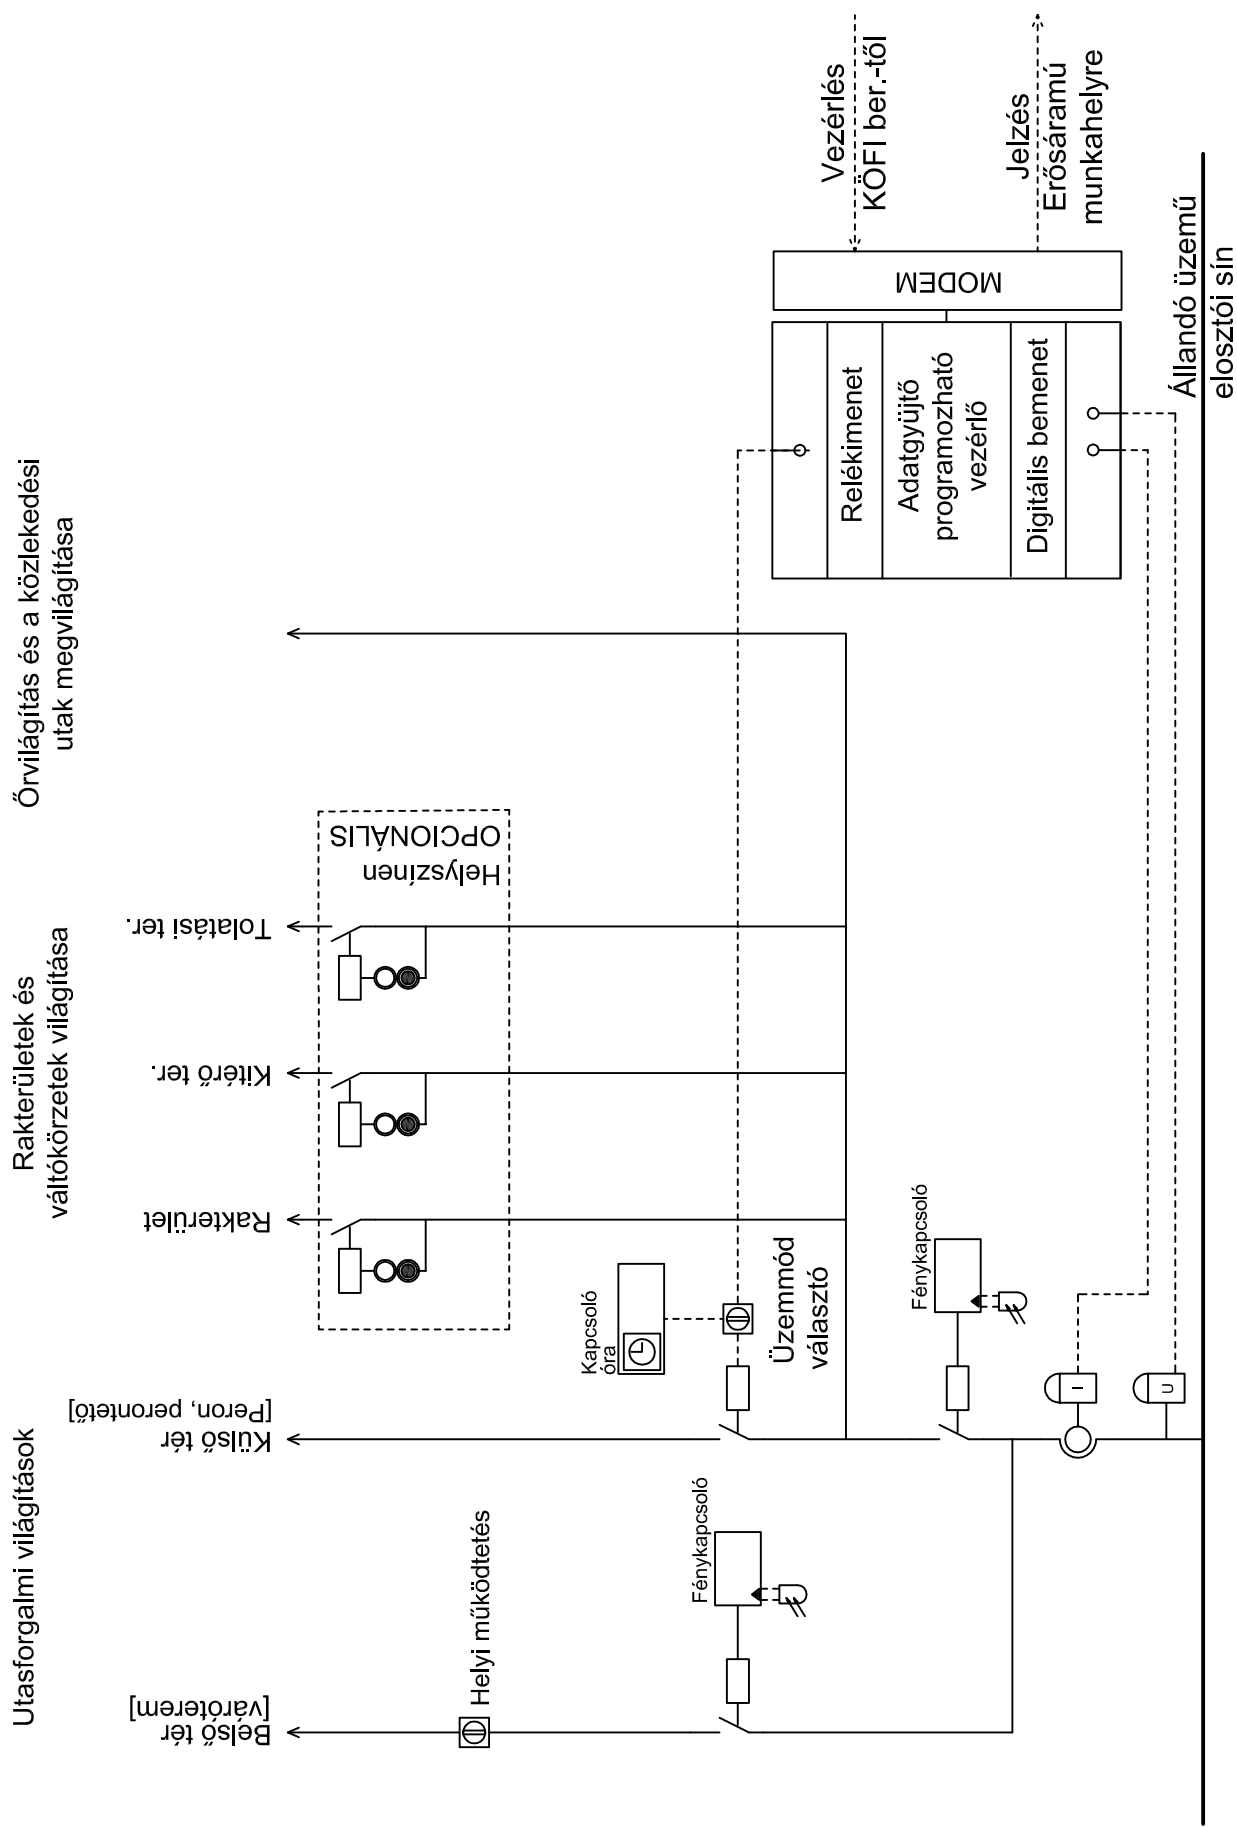 Utasforgalmi világítások
Rakterületek és
váltókörzetek világítása
Őrvilágítás és a közlekedési
utak megvilágítása
Belső tér
[váróterem]
Külső tér
[Peron, perontető]
Rakterület
Kitérő ter.
Tolatási ter.
Helyszínen
OPCIONÁLIS
Helyi működtetés
Fénykapcsoló
Kapcsoló
óra
Üzemmód
választó
Fénykapcsoló
I
U
Relékimenet
Adatgyüjtő
programozható
vezérlő
Digitális bemenet
MODEM
Vezérlés
KÖFI ber.-től
Jelzés
Erősáramú
munkahelyre
Állandó üzemű
elosztói sín